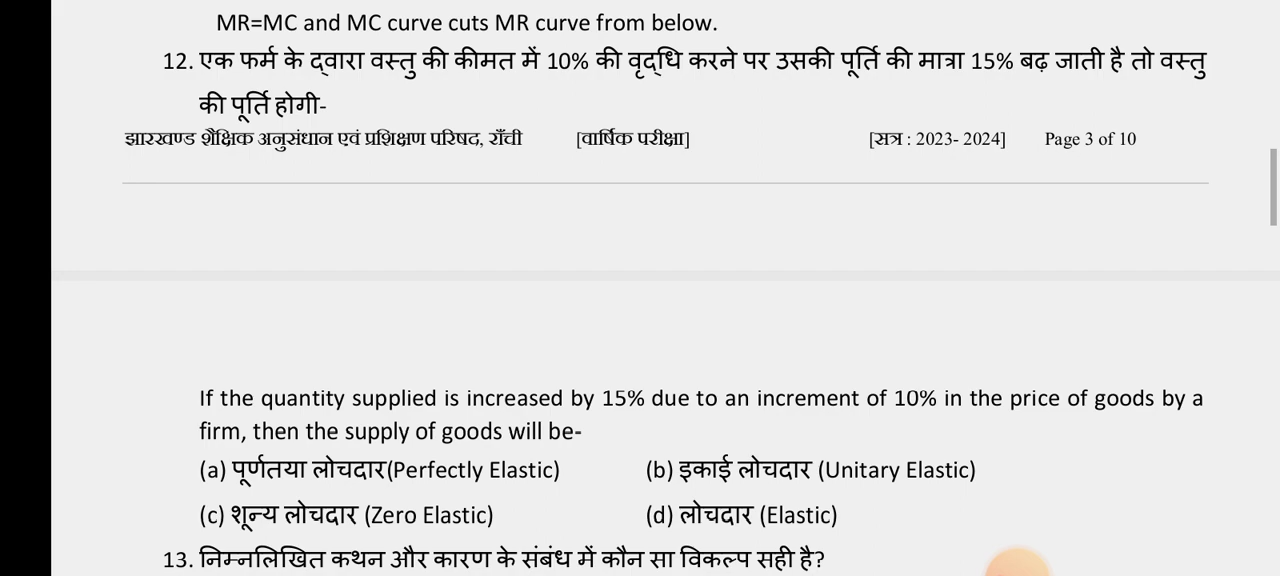 MR=MC and MC curve cuts MR curve from below.
12. एक फर्म के द्वारा वस्तु की कीमत में 10% की वृद्धि करने पर उसकी पूर्ति की मात्रा 15% बढ़ जाती है तो वस्तु
की पूर्ति होगी-
झारखण्ड शैक्षिक अनुसंधान एवं प्रशिक्षण परिषद, राँची [वार्षिक परीक्षा] [सत्र : 2023- 2024] Page 3 of 10
If the quantity supplied is increased by 15% due to an increment of 10% in the price of goods by a
firm, then the supply of goods will be-
(a) पूर्णतया लोचदार(Perfectly Elastic) (b) इकाई लोचदार (Unitary Elastic)
(c) शून्य लोचदार (Zero Elastic) (d) लोचदार (Elastic)
13. निम्नलिखित कथन और कारण के संबंध में कौन सा विकल्प सही है?